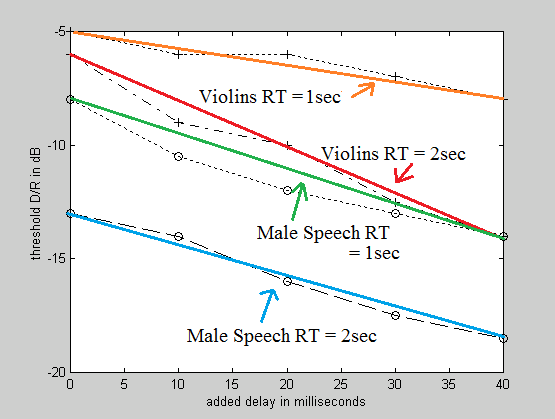 -5
Violins RT =1sec
-10
Violins RT = 2sec
threshold D/R in dB
Male Speech RT
= 1sec
-15
Male Speech RT = 2sec
-20
0 5 10 15 20 25 30 35 40
added delay in milliseconds